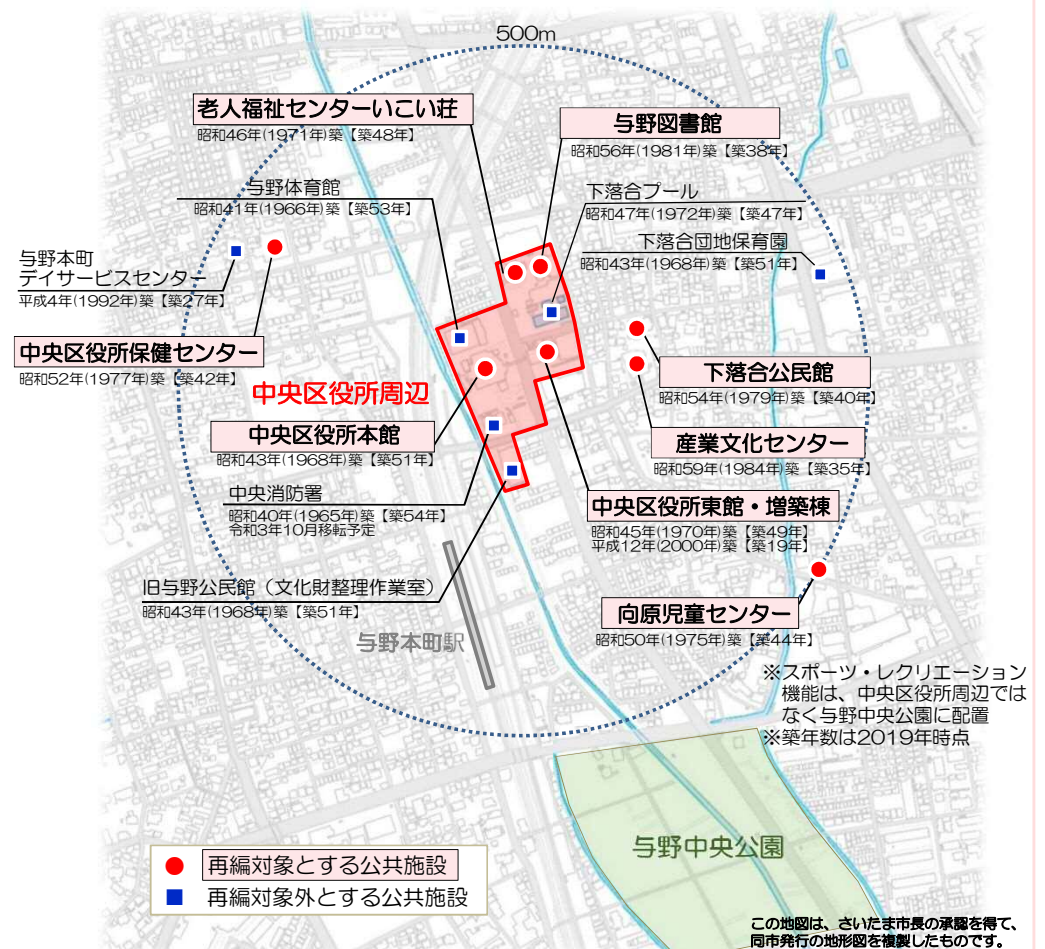 500m
老人福祉センターいこい荘
昭和46年(1971年)築【築48年】
与野図書館
昭和56年(1981年)築【築38年】
与野体育館
昭和41年(1966年)築【築53年】
下落合プール
昭和47年(1972年)築【築47年】
下落合団地保育園
昭和43年(1968年)築【築51年】
与野本町
デイサービスセンター
平成4年(1992年)築【築27年】
中央区役所保健センター
昭和52年(1977年)築【築42年】
中央区役所周辺
下落合公民館
昭和54年(1979年)築【築40年】
中央区役所本館
昭和43年(1968年)築【築51年】
産業文化センター
昭和59年(1984年)築【築35年】
中央消防署
昭和40年(1965年)築【築54年】
令和3年10月移転予定
中央区役所東館・増築棟
昭和45年(1970年)築【築49年】
平成12年(2000年)築【築19年】
旧与野公民館（文化財整理作業室）
昭和43年(1968年)築【築51年】
向原児童センター
昭和50年(1975年)築【築44年】
与野本町駅
※スポーツ・レクリエーション
機能は、中央区役所周辺では
なく与野中央公園に配置
※築年数は2019年時点
与野中央公園
再編対象とする公共施設
再編対象外とする公共施設
この地図は、さいたま市長の承認を得て、
同市発行の地形図を複製したものです。